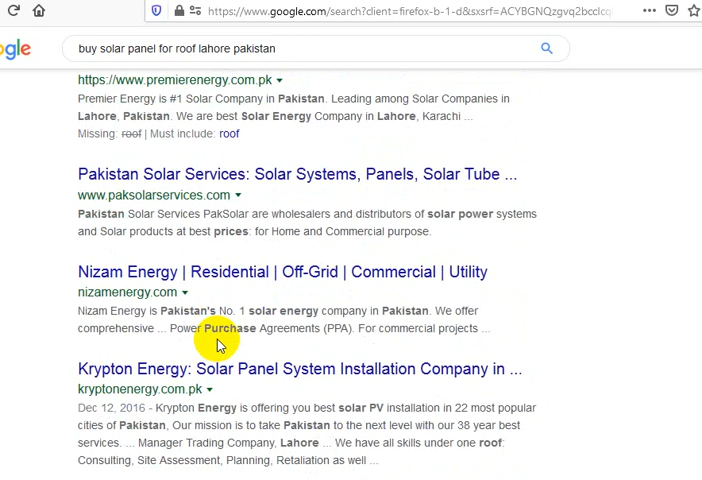 https://www.google.com/search?client=firefox-b-1-d&sxsrf=ACYBGNQzgvq2bcclcql
ogle buy solar panel for roof lahore pakistan
https://www.premierenergy.com.pk
Premier Energy is #1 Solar Company in Pakistan. Leading among Solar Companies in
Lahore, Pakistan. We are best Solar Energy Company in Lahore, Karachi ...
Missing: roof | Must include: roof
Pakistan Solar Services: Solar Systems, Panels, Solar Tube ...
www.paksolarservices.com
Pakistan Solar Services PakSolar are wholesalers and distributors of solar power systems
and Solar products at best prices: for Home and Commercial purpose.
Nizam Energy | Residential | Off-Grid | Commercial | Utility
nizamenergy.com
Nizam Energy is Pakistan's No. 1 solar energy company in Pakistan. We offer
comprehensive ... Power Purchase Agreements (PPA). For commercial projects ...
Krypton Energy: Solar Panel System Installation Company in ...
kryptonenergy.com.pk
Dec 12, 2016 - Krypton Energy is offering you best solar PV installation in 22 most popular
cities of Pakistan, Our mission is to take Pakistan to the next level with our 38 year best
services. ... Manager Trading Company, Lahore ... We have all skills under one roof:
Consulting, Site Assessment, Planning, Retaliation as well ...